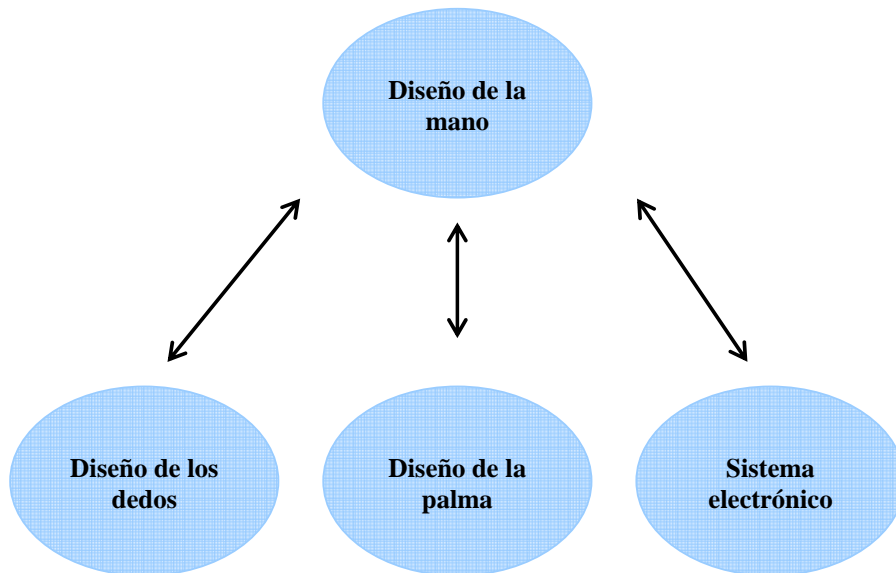 Diseño de la
mano
Diseño de los
dedos
Diseño de la
palma
Sistema
electrónico